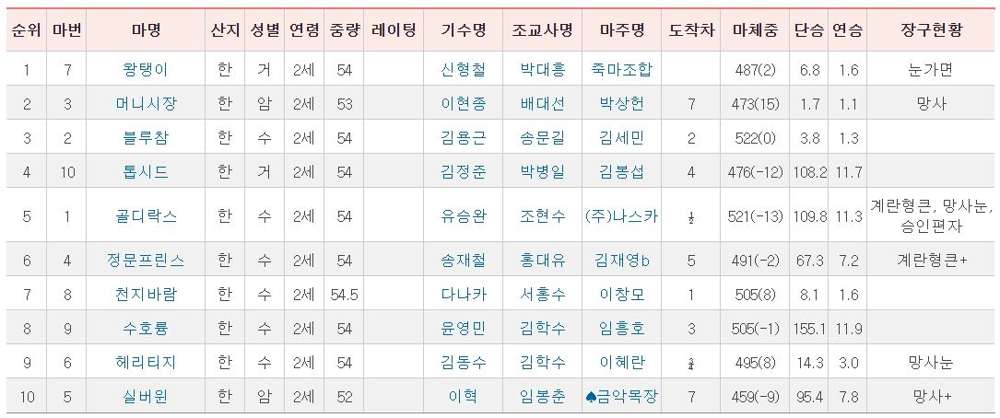 순위 마번 마명 산지 성별 연령 중량 레이팅 기수명 조교사명 마주명 도착차 마체중 단승 연승 장구현황
1 7 왕탱이 한 거 2세 54 신형철 박대흥 죽마조합 487(2) 6.8 1.6 눈가면
2 3 머니시장 한 암 2세 53 이현종 배대선 박상헌 7 473(15) 1.7 1.1 망사
3 2 블루참 한 수 2세 54 김용근 송문길 김세민 2 522(0) 3.8 1.3
4 10 톱시드 한 거 2세 54 김정준 박병일 김봉섭 4 476(-12) 108.2 11.7
5 1 골디락스 한 수 2세 54 유승완 조현수 (주)나스카 ½ 521(-13) 109.8 11.3 계란형큰, 망사눈,
승인편자
6 4 정문프린스 한 수 2세 54 송재철 홍대유 김재영b 5 491(-2) 67.3 7.2 계란형큰+
7 8 천지바람 한 수 2세 54.5 다나카 서홍수 이창모 1 505(8) 8.1 1.6
8 9 수호룡 한 수 2세 54 윤영민 김학수 임흥호 3 505(-1) 155.1 11.9
9 6 헤리티지 한 수 2세 54 김동수 김학수 이혜란 ¾ 495(8) 14.3 3.0 망사눈
10 5 실버윈 한 암 2세 52 이혁 임봉춘 ♠금악목장 7 459(-9) 95.4 7.8 망사+